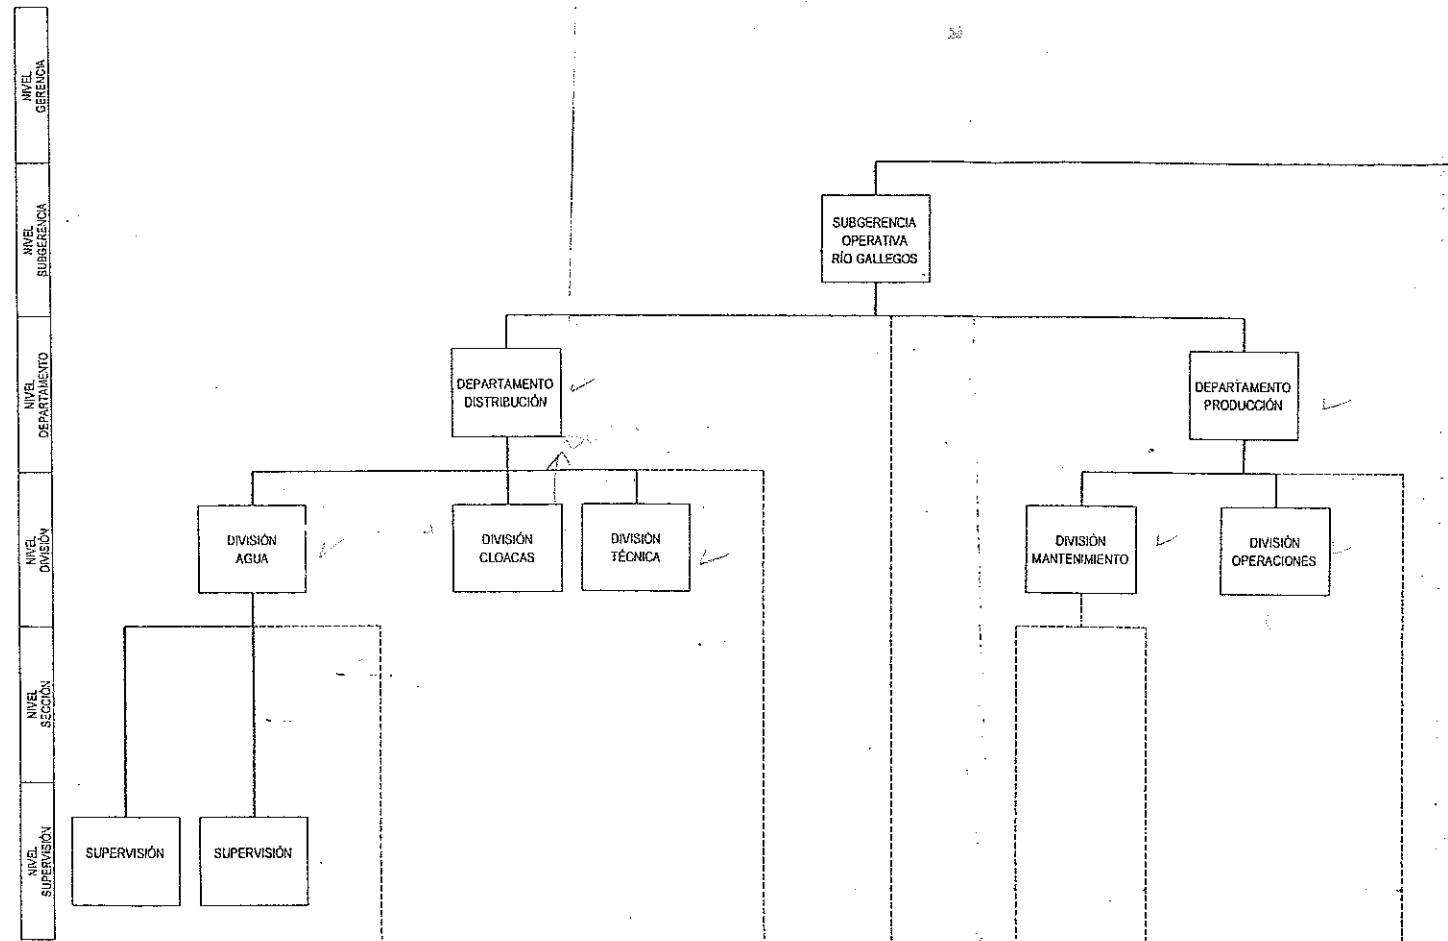 NIVEL
GERENCIA
NIVEL
SUBGERENCIA
SUBGERENCIA
OPERATIVA
RÍO GALLEGOS
NIVEL
DEPARTAMENTO
DEPARTAMENTO
DISTRIBUCIÓN
DEPARTAMENTO
PRODUCCIÓN
NIVEL
DIVISIÓN
DIVISIÓN
AGUA
DIVISIÓN
CLOACAS
DIVISIÓN
TÉCNICA
DIVISIÓN
MANTENIMIENTO
DIVISIÓN
OPERACIONES
NIVEL
SECCIÓN
NIVEL
SUPERVISIÓN
SUPERVISIÓN
SUPERVISIÓN